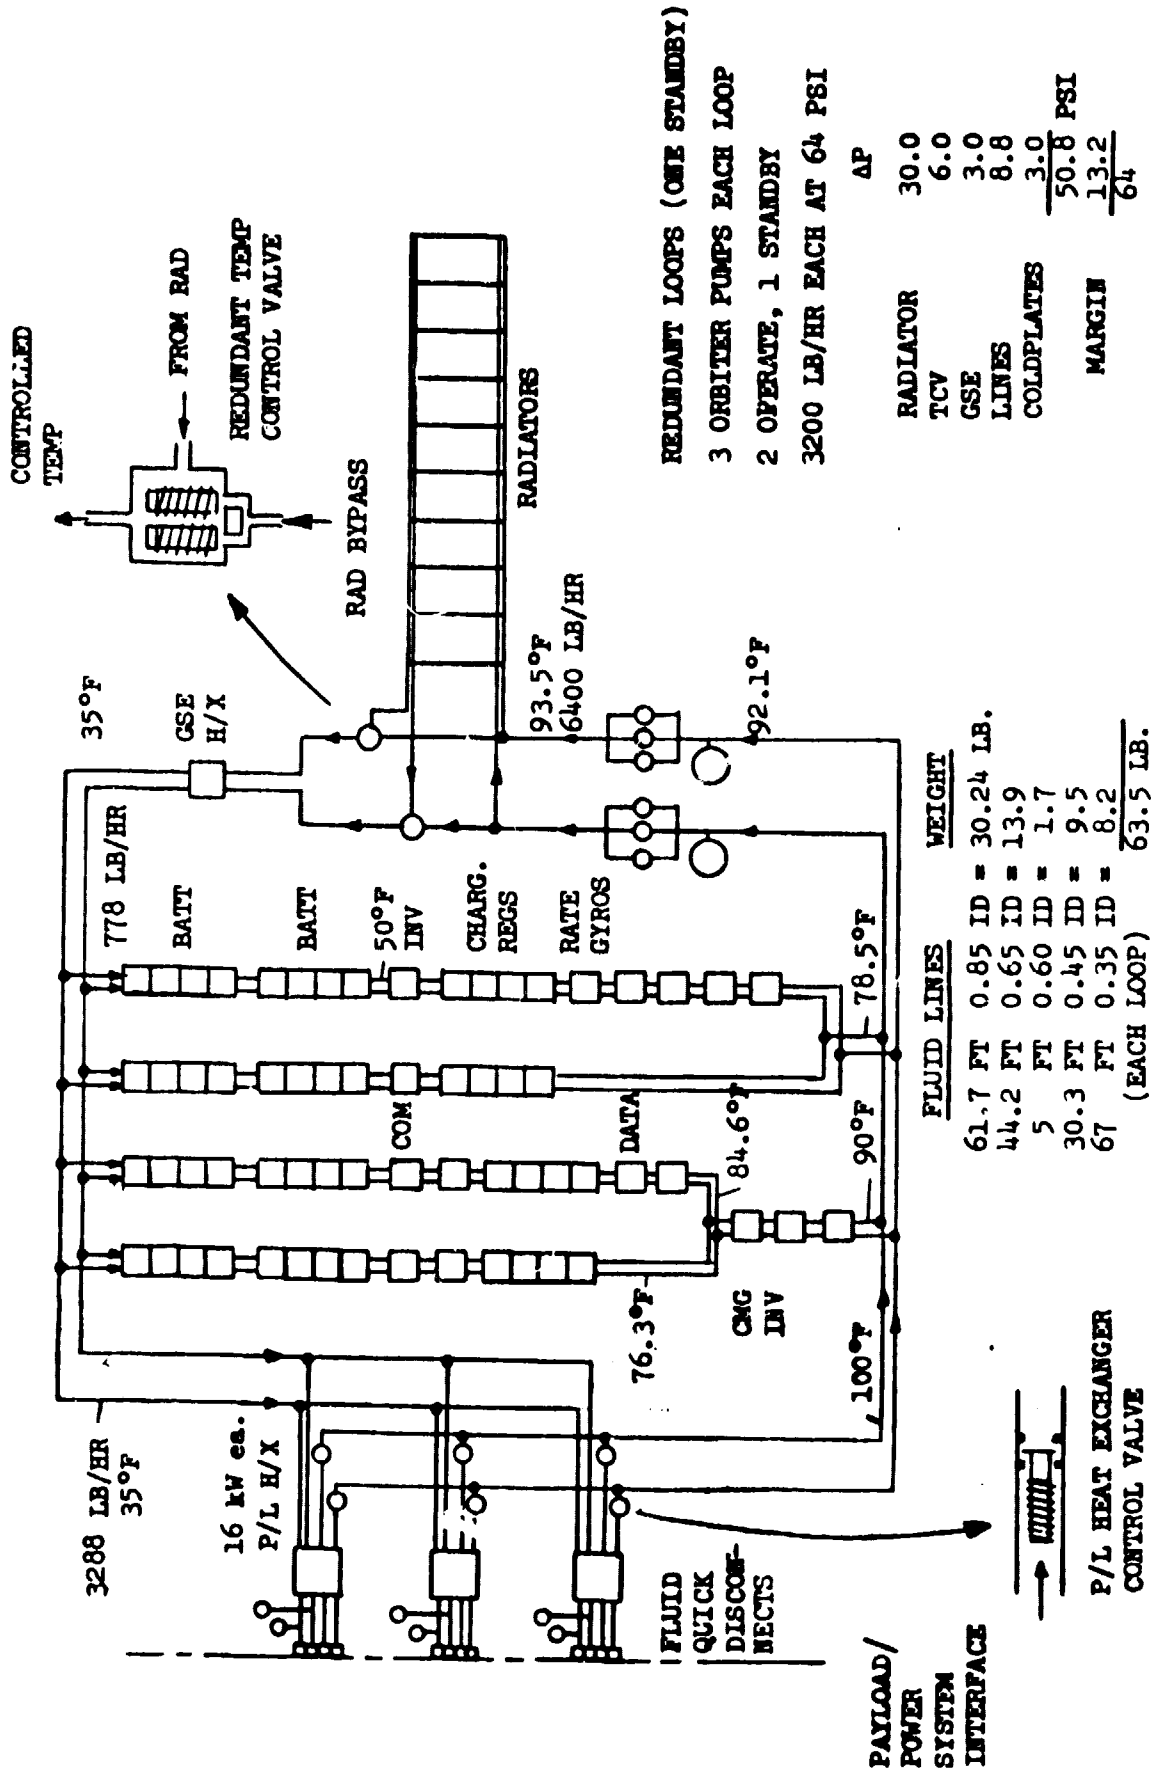 3288 LB/HR
35°F
778 LB/HR
35°F
16 kW ea.
P/L H/X
BATT
BATT
50°F
INV
CHARG.
REGS
RATE
GYROS
COM
DATA
GSE
H/X
CONTROLLED
TEMP
FROM RAD
REDUNDANT TEMP
CONTROL VALVE
RAD BYPASS
RADIATORS
93.5°F
6400 LB/HR
92.1°F
78.5°F
84.6°F
90°F
76.3°F
CMG
INV
100°F
FLUID
QUICK
DISCON-
NECTS
PAYLOAD/
POWER
SYSTEM
INTERFACE
P/L HEAT EXCHANGER
CONTROL VALVE
FLUID LINES WEIGHT
61.7 FT 0.85 ID = 30.24 LB.
44.2 FT 0.65 ID = 13.9
5 FT 0.60 ID = 1.7
30.3 FT 0.45 ID = 9.5
67 FT 0.35 ID = 8.2
(EACH LOOP) 63.5 LB.
REDUNDANT LOOPS (ONE STANDBY)
3 ORBITER PUMPS EACH LOOP
2 OPERATE, 1 STANDBY
3200 LB/HR EACH AT 64 PSI
ΔP
RADIATOR 30.0
TCV 6.0
GSE 3.0
LINES 8.8
COLDPLATES 3.0
50.8 PSI
MARGIN 13.2
64